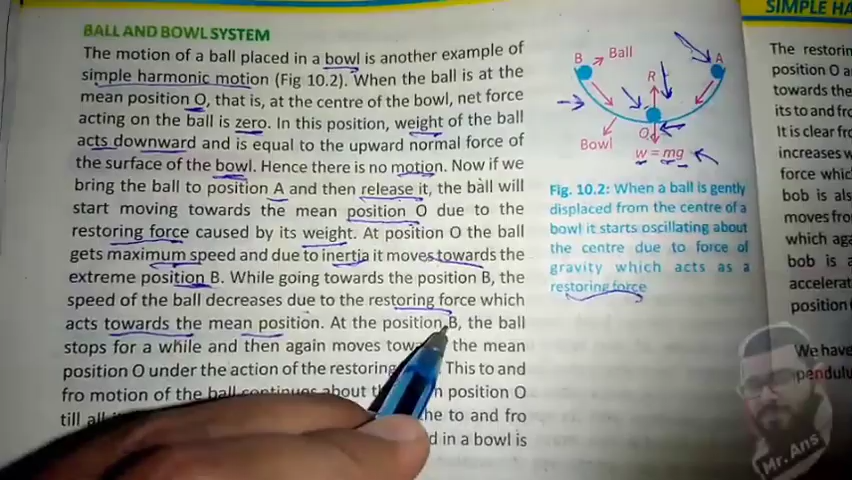 BALL AND BOWL SYSTEM
The motion of a ball placed in a bowl is another example of
simple harmonic motion (Fig 10.2). When the ball is at the
mean position O, that is, at the centre of the bowl, net force
acting on the ball is zero. In this position, weight of the ball
acts downward and is equal to the upward normal force of
the surface of the bowl. Hence there is no motion. Now if we
bring the ball to position A and then release it, the ball will
start moving towards the mean position O due to the
restoring force caused by its weight. At position O the ball
gets maximum speed and due to inertia it moves towards the
extreme position B. While going towards the position B, the
speed of the ball decreases due to the restoring force which
acts towards the mean position. At the position B, the ball
stops for a while and then again moves the mean
position O under the action of the restoring This to and
fro motion of the ball continues about position O
till the to and fro
in a bowl is
B
Ball
A
R
O
Bowl
w = mg
Fig. 10.2: When a ball is gently
displaced from the centre of a
bowl it starts oscillating about
the centre due to force of
gravity which acts as a
restoring force
SIMPLE
The
position
towards the
its to and
It is clear
increases
force
bob is
moves
which
bob is
position
We have
Mr. Ans